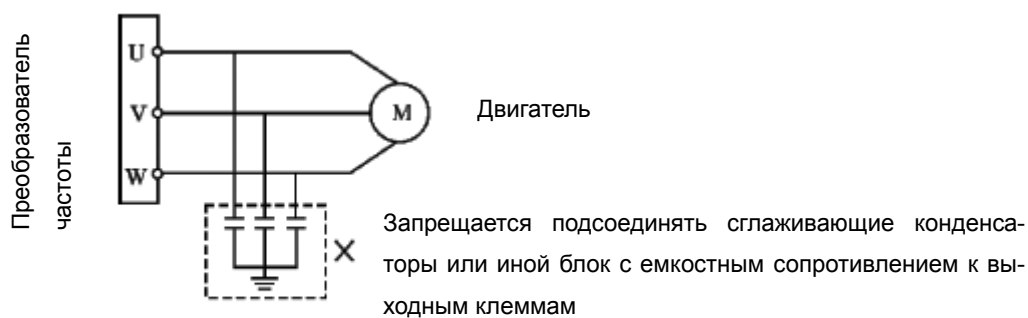 Преобразователь
частоты
U
V
W
M
Двигатель
Запрещается подсоединять сглаживающие конденса-
торы или иной блок с емкостным сопротивлением к вы-
ходным клеммам